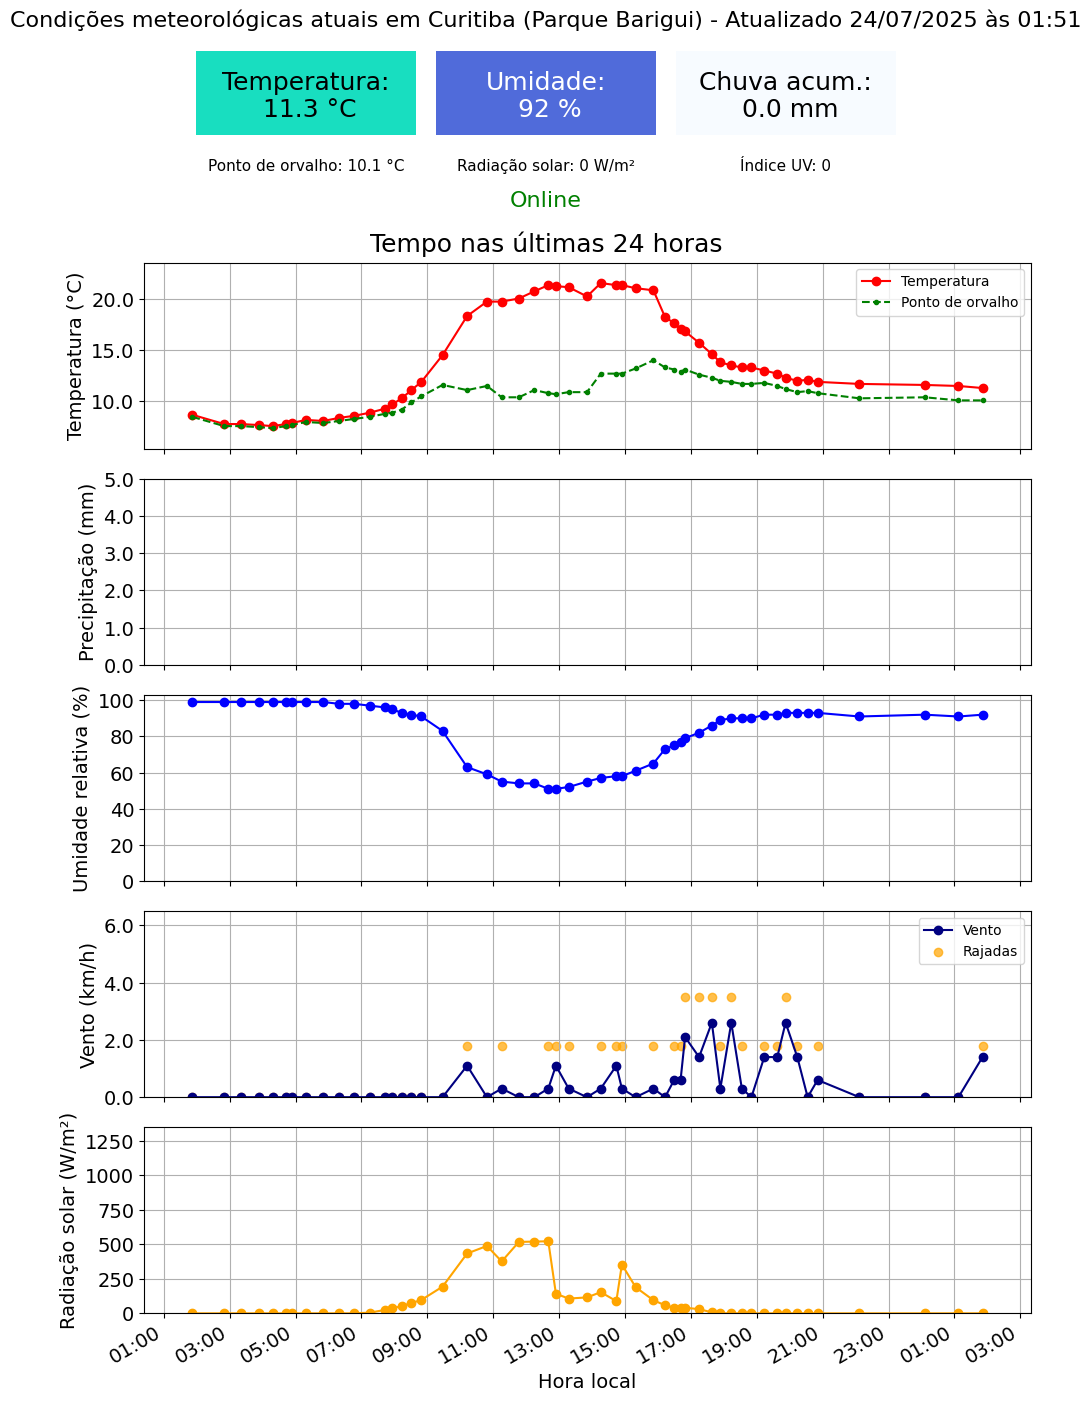 Condições meteorológicas atuais em Curitiba (Parque Barigui) - Atualizado 24/07/2025 às 01:51
Temperatura:
11.3 °C
Umidade:
92 %
Chuva acum.:
0.0 mm
Ponto de orvalho: 10.1 °C
Radiação solar: 0 W/m²
Índice UV: 0
Online
Tempo nas últimas 24 horas
Temperatura (°C)
20.0
15.0
10.0
Temperatura
Ponto de orvalho
Precipitação (mm)
5.0
4.0
3.0
2.0
1.0
0.0
Umidade relativa (%)
100
80
60
40
20
0
Vento (km/h)
6.0
4.0
2.0
0.0
Vento
Rajadas
Radiação solar (W/m²)
1250
1000
750
500
250
0
01:00 03:00 05:00 07:00 09:00 11:00 13:00 15:00 17:00 19:00 21:00 23:00 01:00 03:00
Hora local